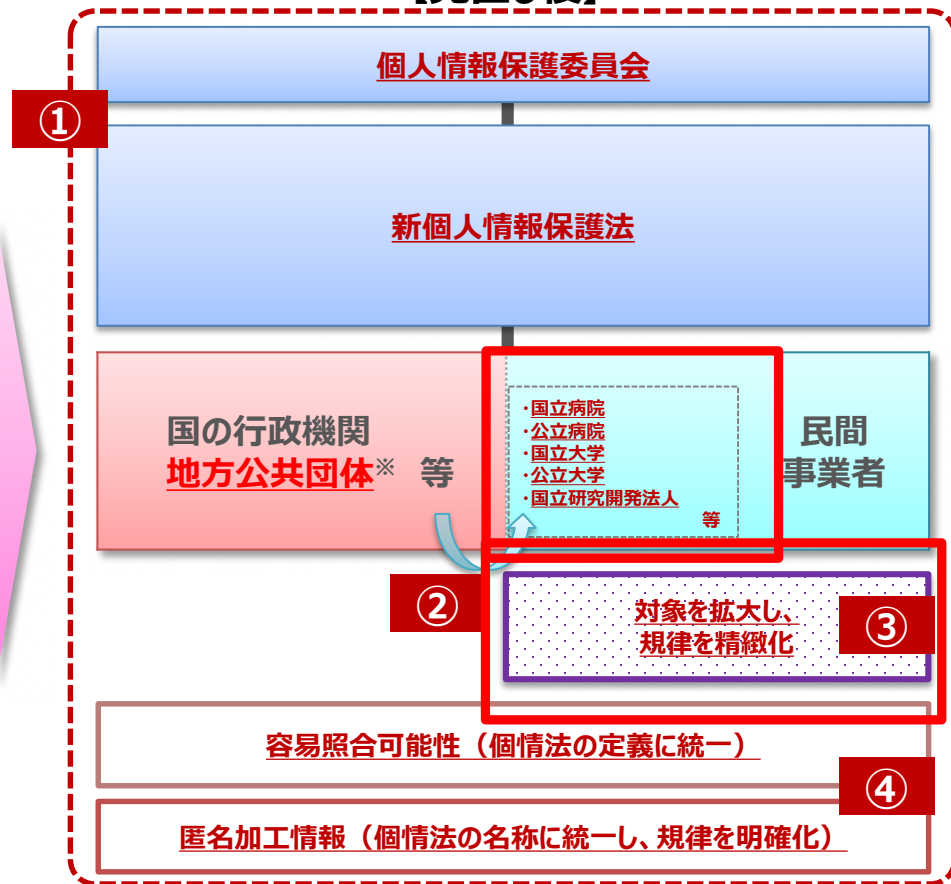 【見直し後】
個人情報保護委員会
①
新個人情報保護法
国の行政機関
地方公共団体※ 等
・国立病院
・公立病院
・国立大学
・公立大学
・国立研究開発法人
等
民間
事業者
②
対象を拡大し、
規律を精緻化
③
容易照合可能性（個情法の定義に統一）
④
匿名加工情報（個情法の名称に統一し、規律を明確化）